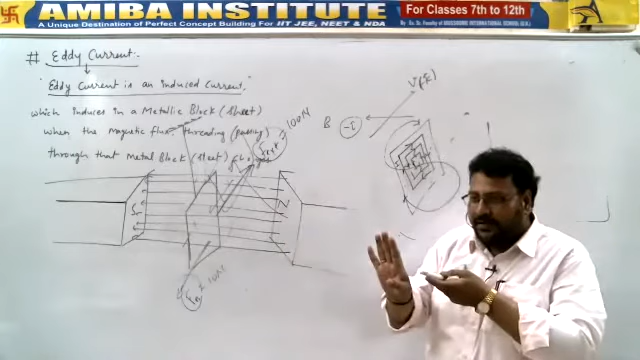 AMIBA INSTITUTE
A Unique Destination of Perfect Concept Building For IIT JEE, NEET & NDA
For Classes 7th to 12th
# Eddy Current:-
"Eddy Current is an induced current"
which induces in a Metallic Block (sheet)
when the Magnetic flux threading (passing)
through that Metal Block (sheet)
= 100N
V(
B
(-I)
S
N